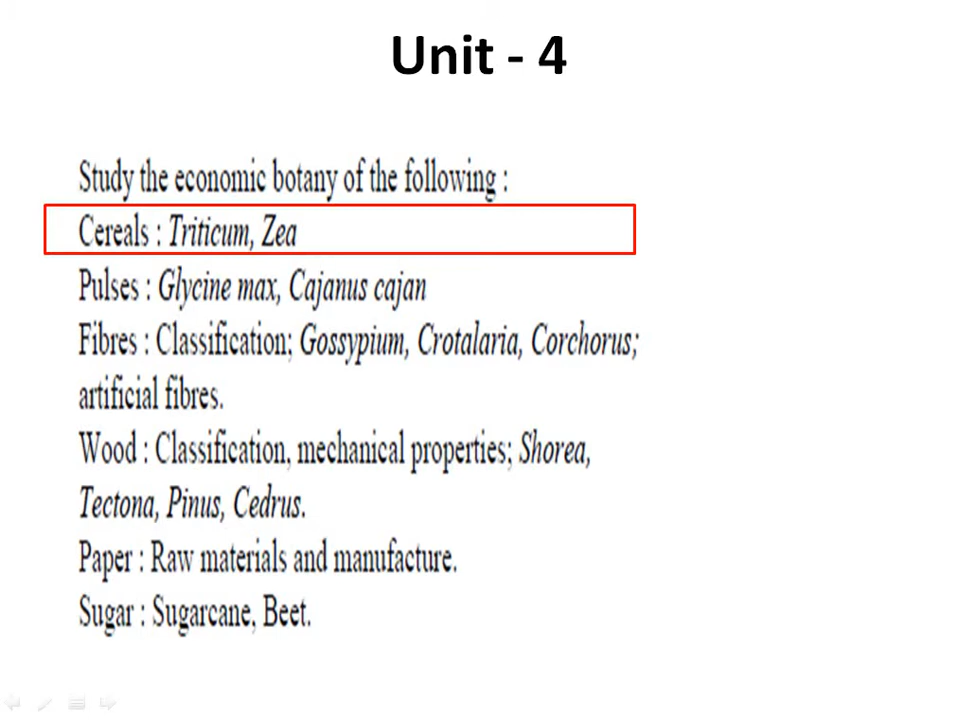 Unit - 4
Study the economic botany of the following :
Cereals : Triticum, Zea
Pulses : Glycine max, Cajanus cajan
Fibres : Classification; Gossypium, Crotalaria, Corchorus;
artificial fibres.
Wood : Classification, mechanical properties; Shorea,
Tectona, Pinus, Cedrus.
Paper : Raw materials and manufacture.
Sugar : Sugarcane, Beet.